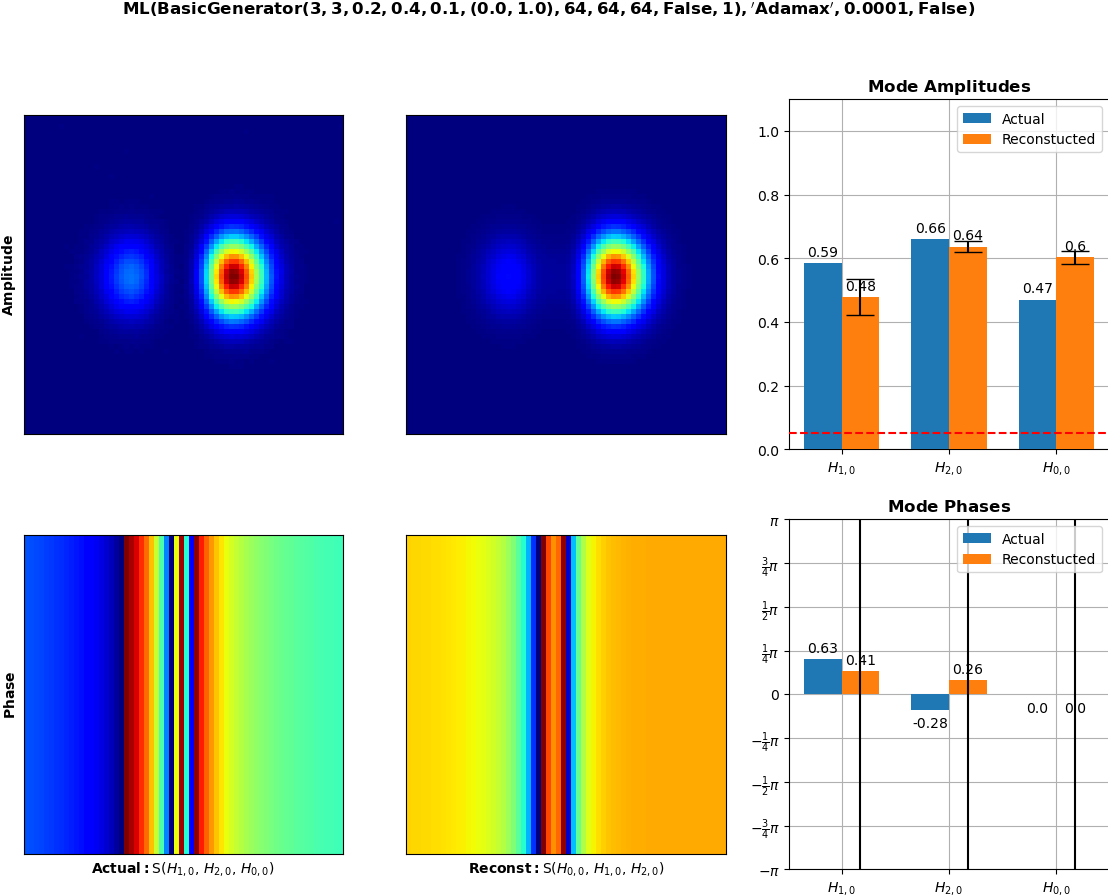 ML(BasicGenerator(3, 3, 0.2, 0.4, 0.1, (0.0, 1.0), 64, 64, 64, False, 1), 'Adamax', 0.0001, False)
Amplitude
Mode Amplitudes
Actual
Reconstucted
1.0
0.8
0.6
0.4
0.2
0.0
0.59
0.48
0.66
0.64
0.47
0.6
H1,0
H2,0
H0,0
Phase
Actual: S(H1,0, H2,0, H0,0)
Reconst: S(H0,0, H1,0, H2,0)
Mode Phases
Actual
Reconstucted
π
3/4π
1/2π
1/4π
0
−1/4π
−1/2π
−3/4π
−π
0.63
0.41
-0.28
0.26
0.0
0.0
H1,0
H2,0
H0,0